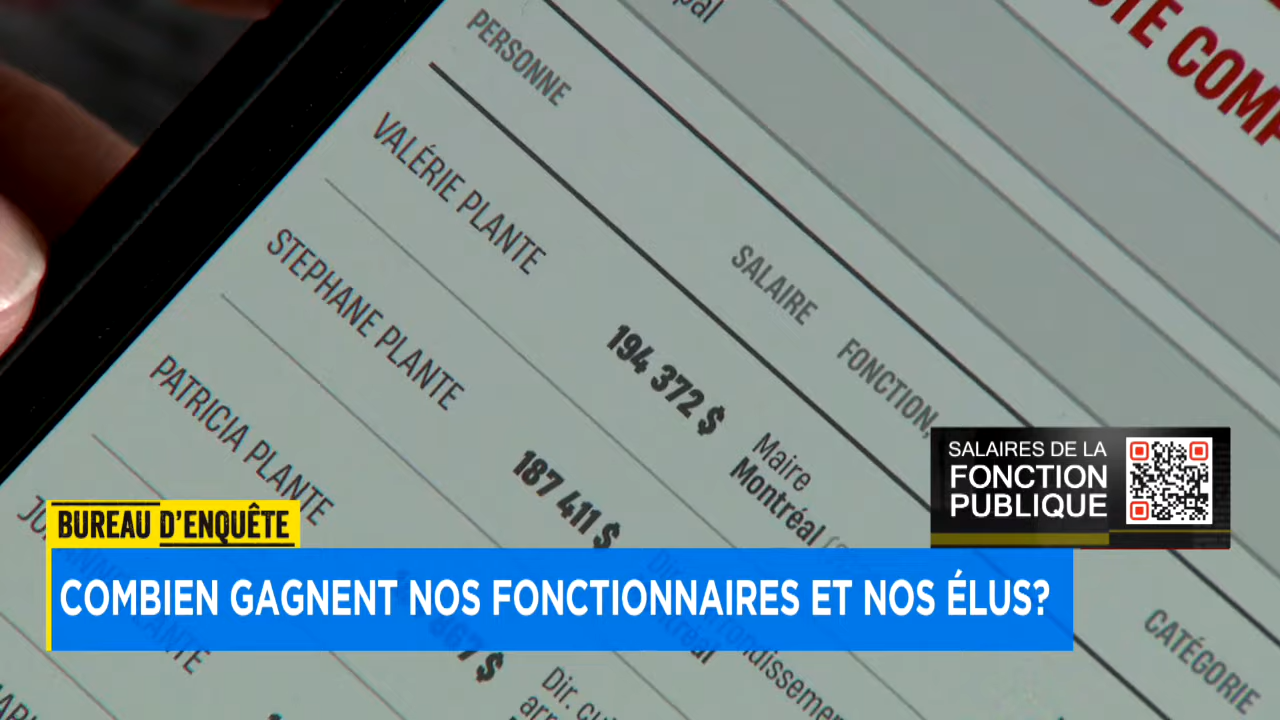 PERSONNE
SALAIRE
FONCTION,
CATÉGORIE
VALÉRIE PLANTE
194 372 $
Maire
Montréal
STEPHANE PLANTE
187 411 $
PATRICIA PLANTE
$
Dir.
SALAIRES DE LA
FONCTION
PUBLIQUE
BUREAU D'ENQUÊTE
COMBIEN GAGNENT NOS FONCTIONNAIRES ET NOS ÉLUS?